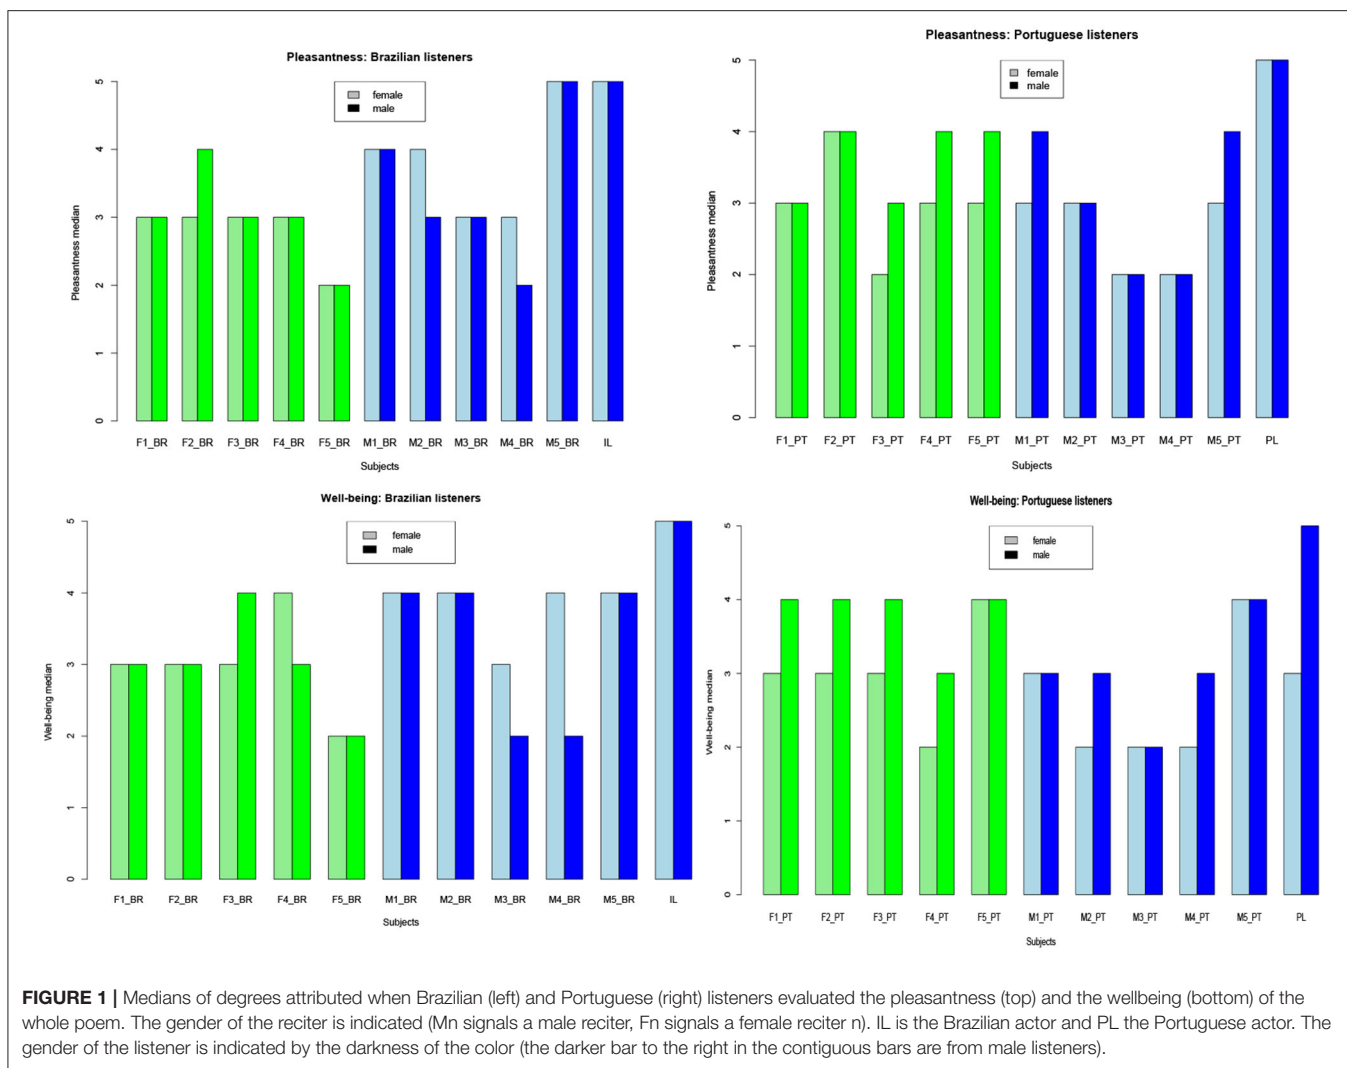 Pleasantness: Brazilian listeners
female
male
Pleasantness median
0 1 2 3 4 5
F1_BR F2_BR F3_BR F4_BR F5_BR M1_BR M2_BR M3_BR M4_BR M5_BR IL
Subjects
Pleasantness: Portuguese listeners
female
male
Pleasantness median
0 1 2 3 4 5
F1_PT F2_PT F3_PT F4_PT F5_PT M1_PT M2_PT M3_PT M4_PT M5_PT PL
Subjects
Well-being: Brazilian listeners
female
male
Well-being median
0 1 2 3 4 5
F1_BR F2_BR F3_BR F4_BR F5_BR M1_BR M2_BR M3_BR M4_BR M5_BR IL
Subjects
Well-being: Portuguese listeners
female
male
Well-being median
0 1 2 3 4 5
F1_PT F2_PT F3_PT F4_PT F5_PT M1_PT M2_PT M3_PT M4_PT M5_PT PL
Subjects
FIGURE 1 | Medians of degrees attributed when Brazilian (left) and Portuguese (right) listeners evaluated the pleasantness (top) and the wellbeing (bottom) of the
whole poem. The gender of the reciter is indicated (Mn signals a male reciter, Fn signals a female reciter n). IL is the Brazilian actor and PL the Portuguese actor. The
gender of the listener is indicated by the darkness of the color (the darker bar to the right in the contiguous bars are from male listeners).